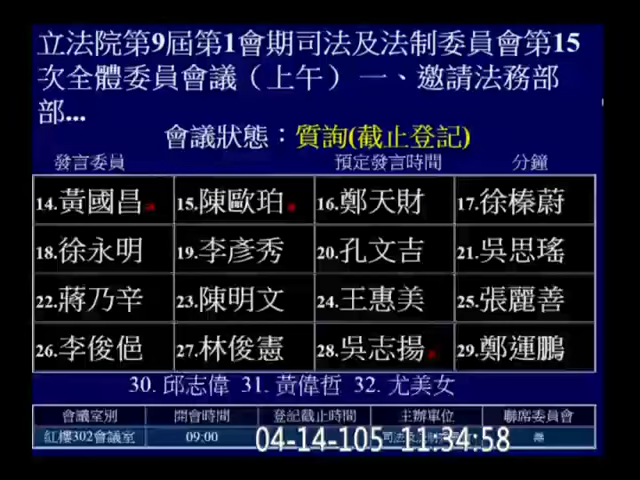 立法院第9屆第1會期司法及法制委員會第15
次全體委員會議（上午） 一、邀請法務部
部...
會議狀態：質詢(截止登記)
發言委員 預定發言時間 分鐘
14.黃國昌 15.陳歐珀 16.鄭天財 17.徐榛蔚
18.徐永明 19.李彥秀 20.孔文吉 21.吳思瑤
22.蔣乃辛 23.陳明文 24.王惠美 25.張麗善
26.李俊俋 27.林俊憲 28.吳志揚 29.鄭運鵬
30. 邱志偉 31. 黃偉哲 32. 尤美女
會議室別 開會時間 登記截止時間 主辦單位 聯席委員會
紅樓302會議室 09:00 司法及法制 無
04-14-105 11:34:58